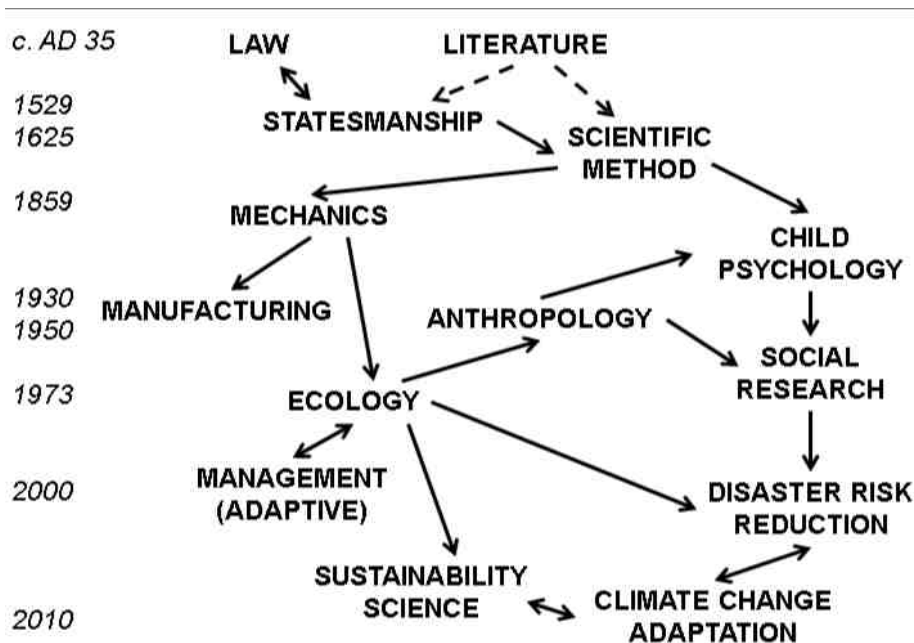 c. AD 35
LAW
LITERATURE
1529
STATESMANSHIP
1625
SCIENTIFIC
METHOD
1859
MECHANICS
CHILD
PSYCHOLOGY
1930
MANUFACTURING
ANTHROPOLOGY
1950
SOCIAL
RESEARCH
1973
ECOLOGY
MANAGEMENT
(ADAPTIVE)
2000
DISASTER RISK
REDUCTION
SUSTAINABILITY
SCIENCE
CLIMATE CHANGE
ADAPTATION
2010